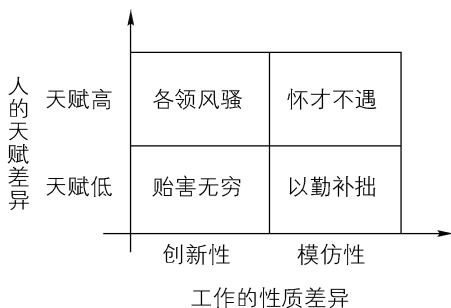 人的天赋差异
天赋高
各领风骚
怀才不遇
天赋低
贻害无穷
以勤补拙
创新性
模仿性
工作的性质差异